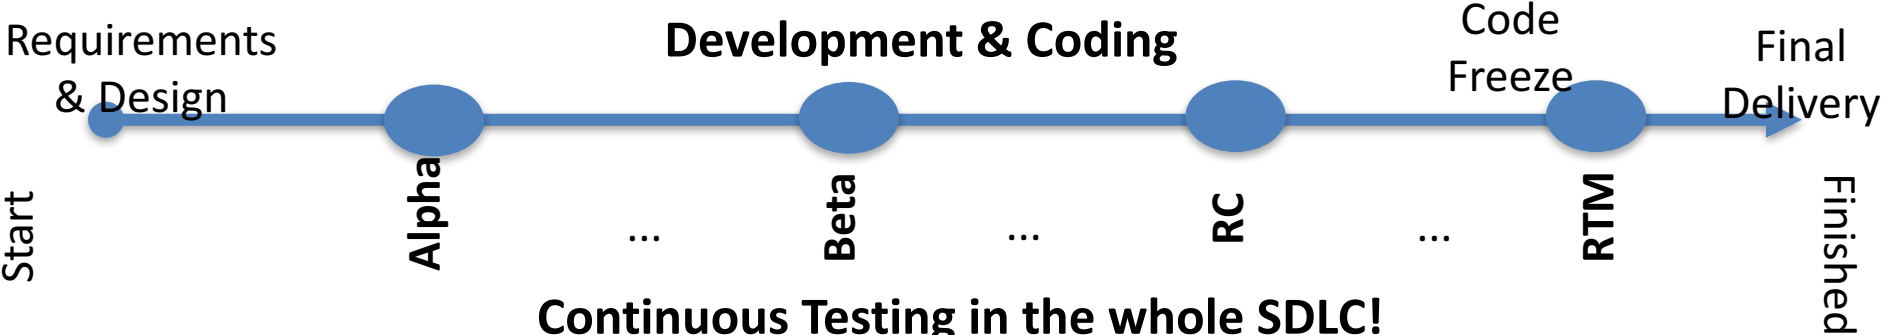 Requirements
& Design
Development & Coding
Code
Freeze
Final
Delivery
Start
Alpha
...
Beta
...
RC
...
RTM
Finished
Continuous Testing in the whole SDLC!